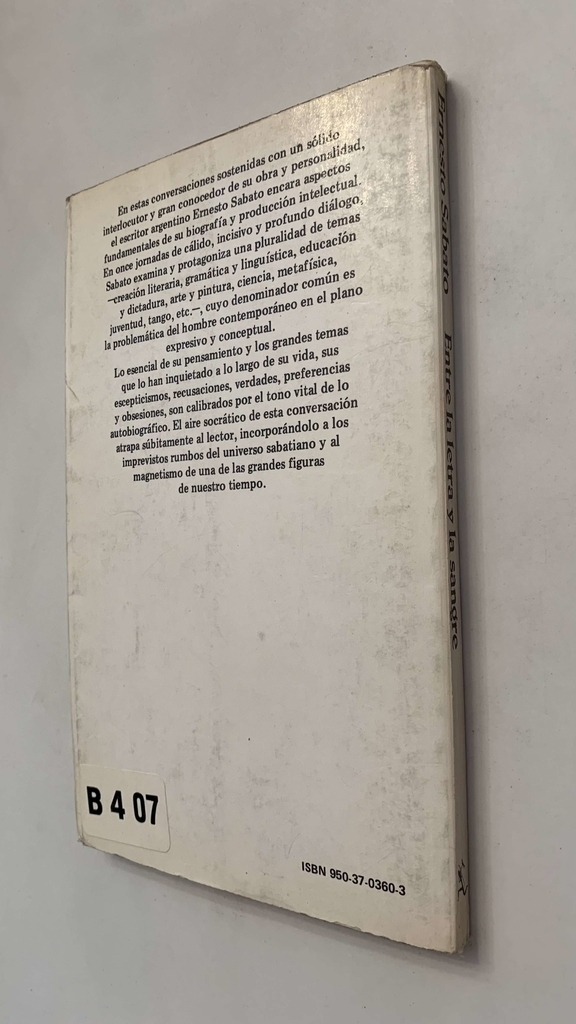 En estas conversaciones sostenidas con un sólido
interlocutor y gran conocedor de su obra y personalidad,
el escritor argentino Ernesto Sabato encara aspectos
fundamentales de su biografía y producción intelectual.
En once jornadas de cálido, incisivo y profundo diálogo,
Sabato examina y protagoniza una pluralidad de temas
—creación literaria, gramática y linguística, educación
y dictadura, arte y pintura, ciencia, metafísica,
juventud, tango, etc.—, cuyo denominador común es
la problemática del hombre contemporáneo en el plano
expresivo y conceptual.
Lo esencial de su pensamiento y los grandes temas
que lo han inquietado a lo largo de su vida, sus
escepticismos, recusaciones, verdades, preferencias
y obsesiones, son calibrados por el tono vital de lo
autobiográfico. El aire socrático de esta conversación
atrapa súbitamente al lector, incorporándolo a los
imprevistos rumbos del universo sabatiano y al
magnetismo de una de las grandes figuras
de nuestro tiempo.
B 4 07
ISBN 950-37-0360-3
Ernesto Sabato Entre la letra y la sangre